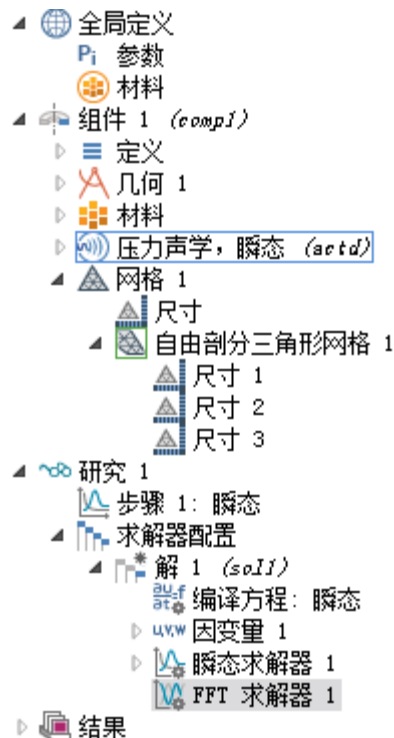 全局定义
Pi 参数
材料
组件 1 (comp1)
定义
几何 1
材料
压力声学，瞬态 (actd)
网格 1
尺寸
自由剖分三角形网格 1
尺寸 1
尺寸 2
尺寸 3
研究 1
步骤 1: 瞬态
求解器配置
解 1 (sol1)
∂u=f ∂t 编译方程: 瞬态
u,v,w 因变量 1
瞬态求解器 1
FFT 求解器 1
结果